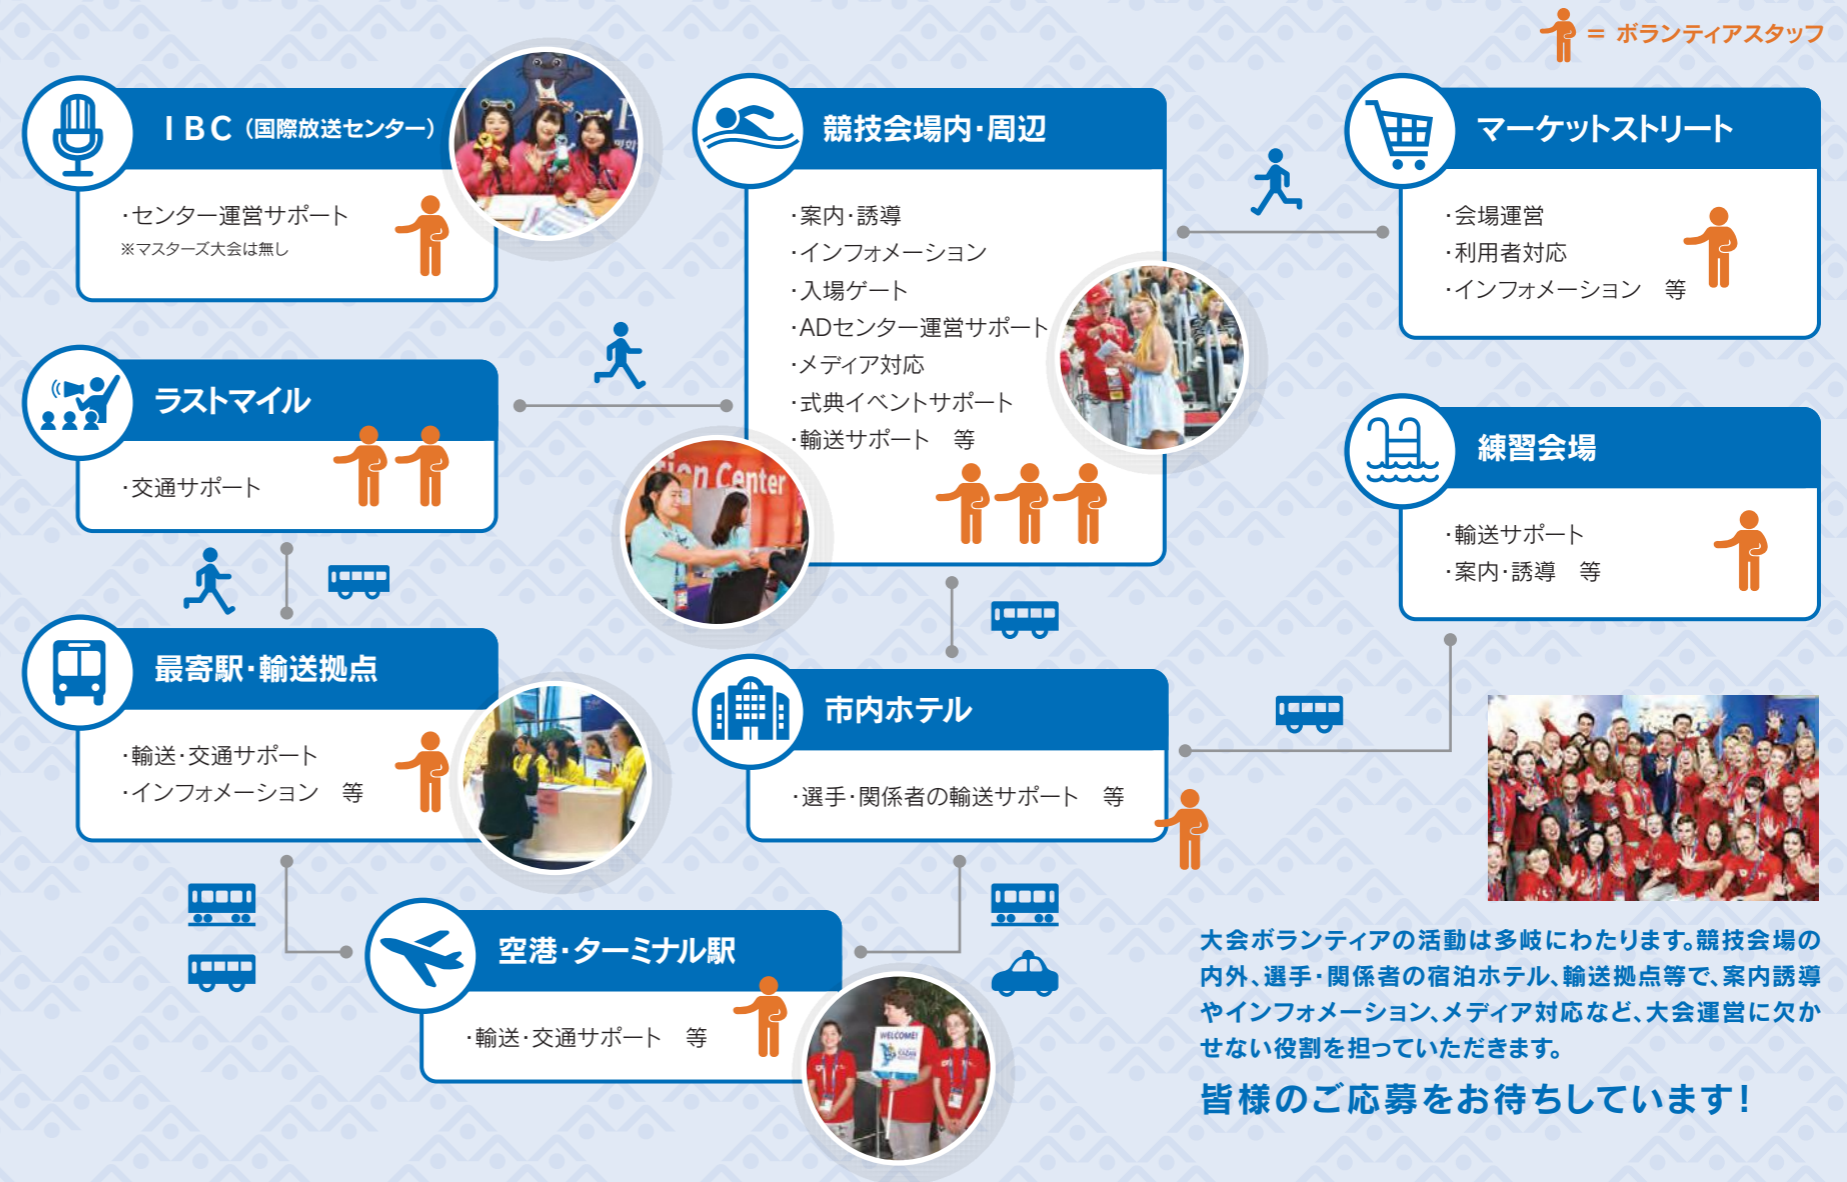 ＝ ボランティアスタッフ
IBC（国際放送センター）
・センター運営サポート
※マスターズ大会は無し
競技会場内・周辺
・案内・誘導
・インフォメーション
・入場ゲート
・ADセンター運営サポート
・メディア対応
・式典イベントサポート
・輸送サポート　等
マーケットストリート
・会場運営
・利用者対応
・インフォメーション　等
ラストマイル
・交通サポート
練習会場
・輸送サポート
・案内・誘導　等
最寄駅・輸送拠点
・輸送・交通サポート
・インフォメーション　等
市内ホテル
・選手・関係者の輸送サポート　等
空港・ターミナル駅
・輸送・交通サポート　等
tion Center
WELCOME!
大会ボランティアの活動は多岐にわたります。競技会場の
内外、選手・関係者の宿泊ホテル、輸送拠点等で、案内誘導
やインフォメーション、メディア対応など、大会運営に欠か
せない役割を担っていただきます。
皆様のご応募をお待ちしています！